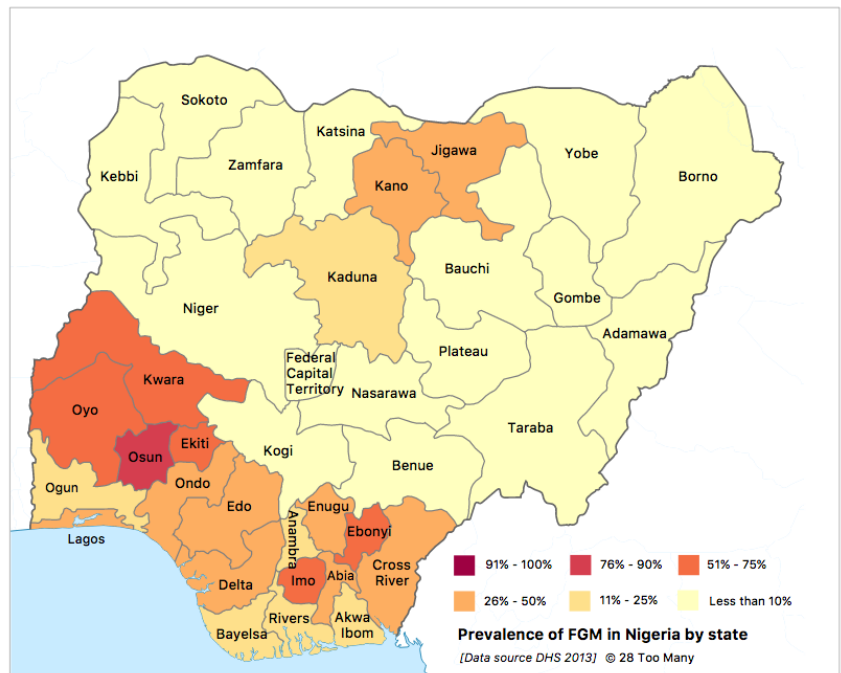 Sokoto
Katsina
Jigawa
Yobe
Borno
Kebbi
Zamfara
Kano
Kaduna
Bauchi
Gombe
Niger
Adamawa
Plateau
Federal
Capital
Territory
Nasarawa
Kwara
Oyo
Taraba
Osun
Ekiti
Kogi
Benue
Ogun
Ondo
Edo
Enugu
Anambra
Ebonyi
Lagos
Delta
Imo
Abia
Cross
River
Rivers
Akwa
Ibom
Bayelsa
91% - 100%
76% - 90%
51% - 75%
26% - 50%
11% - 25%
Less than 10%
Prevalence of FGM in Nigeria by state
[Data source DHS 2013] © 28 Too Many